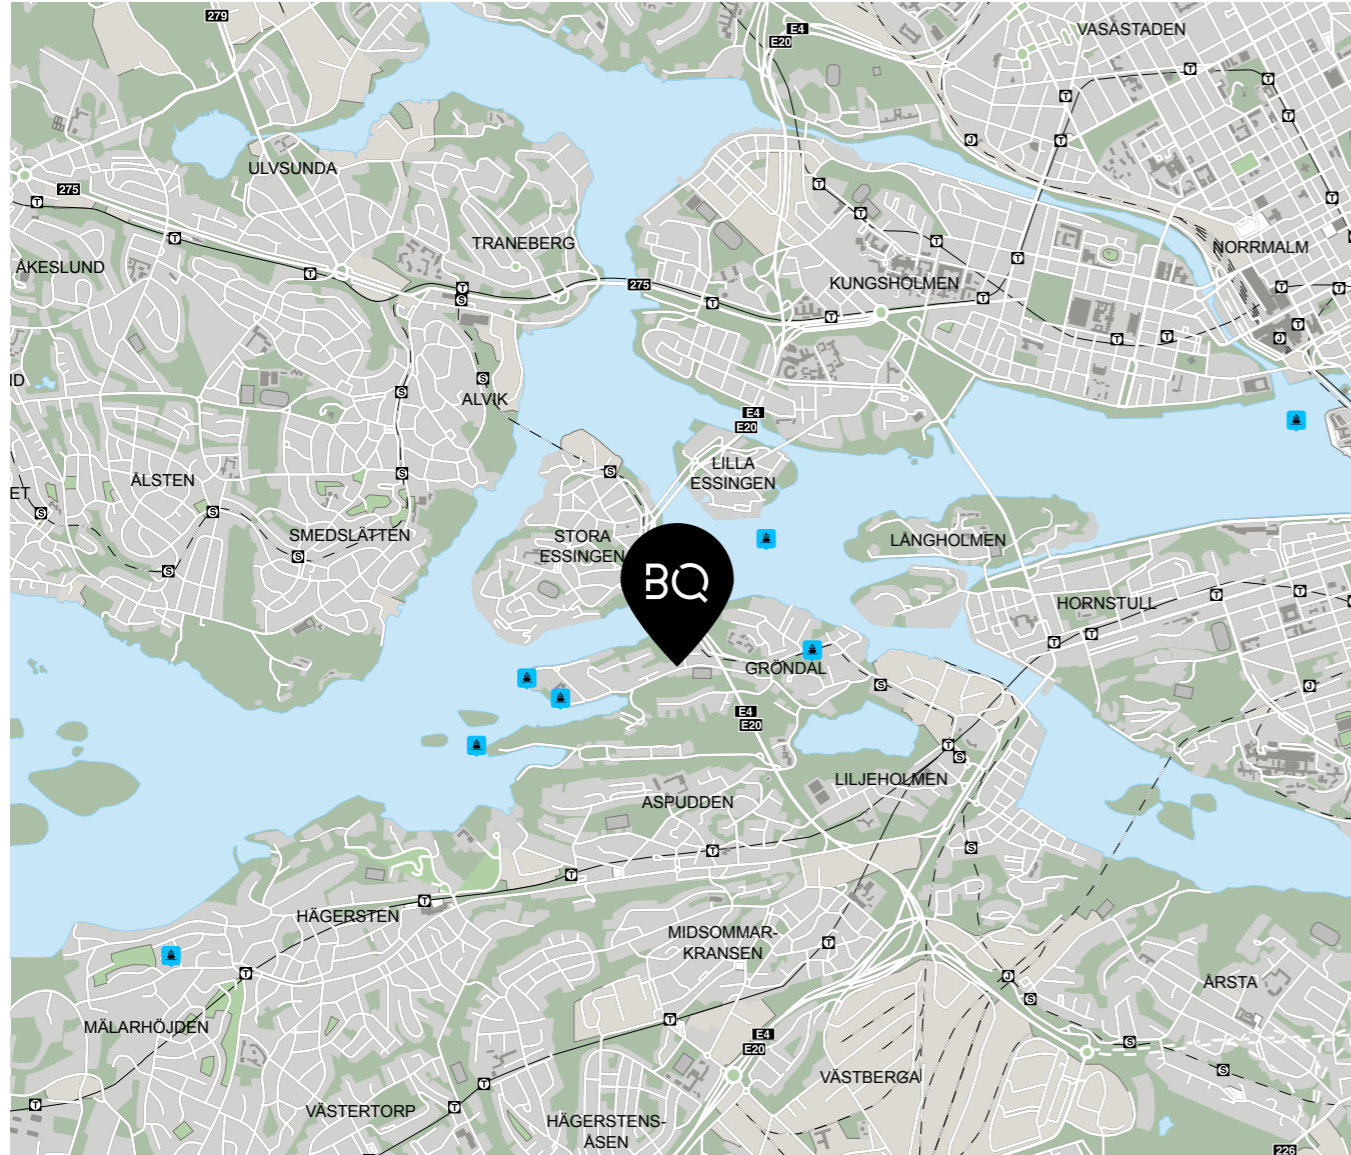 279
E4
E20
VASASTADEN
ULVSUNDA
275
TRANEBERG
NORRMALM
ÅKESLUND
KUNGSHOLMEN
275
ALVIK
E4
E20
LILLA
ESSINGEN
ÅLSTEN
ET
SMEDSLÄTTEN
STORA
ESSINGEN
LÅNGHOLMEN
BQ
HORNSTULL
GRÖNDAL
E4
E20
LILJEHOLMEN
ASPUDDEN
HÄGERSTEN
MIDSOMMAR-
KRANSEN
ÅRSTA
MÄLARHÖJDEN
E4
E20
VÄSTBERGA
VÄSTERTORP
HÄGERSTENS-
ÅSEN
226